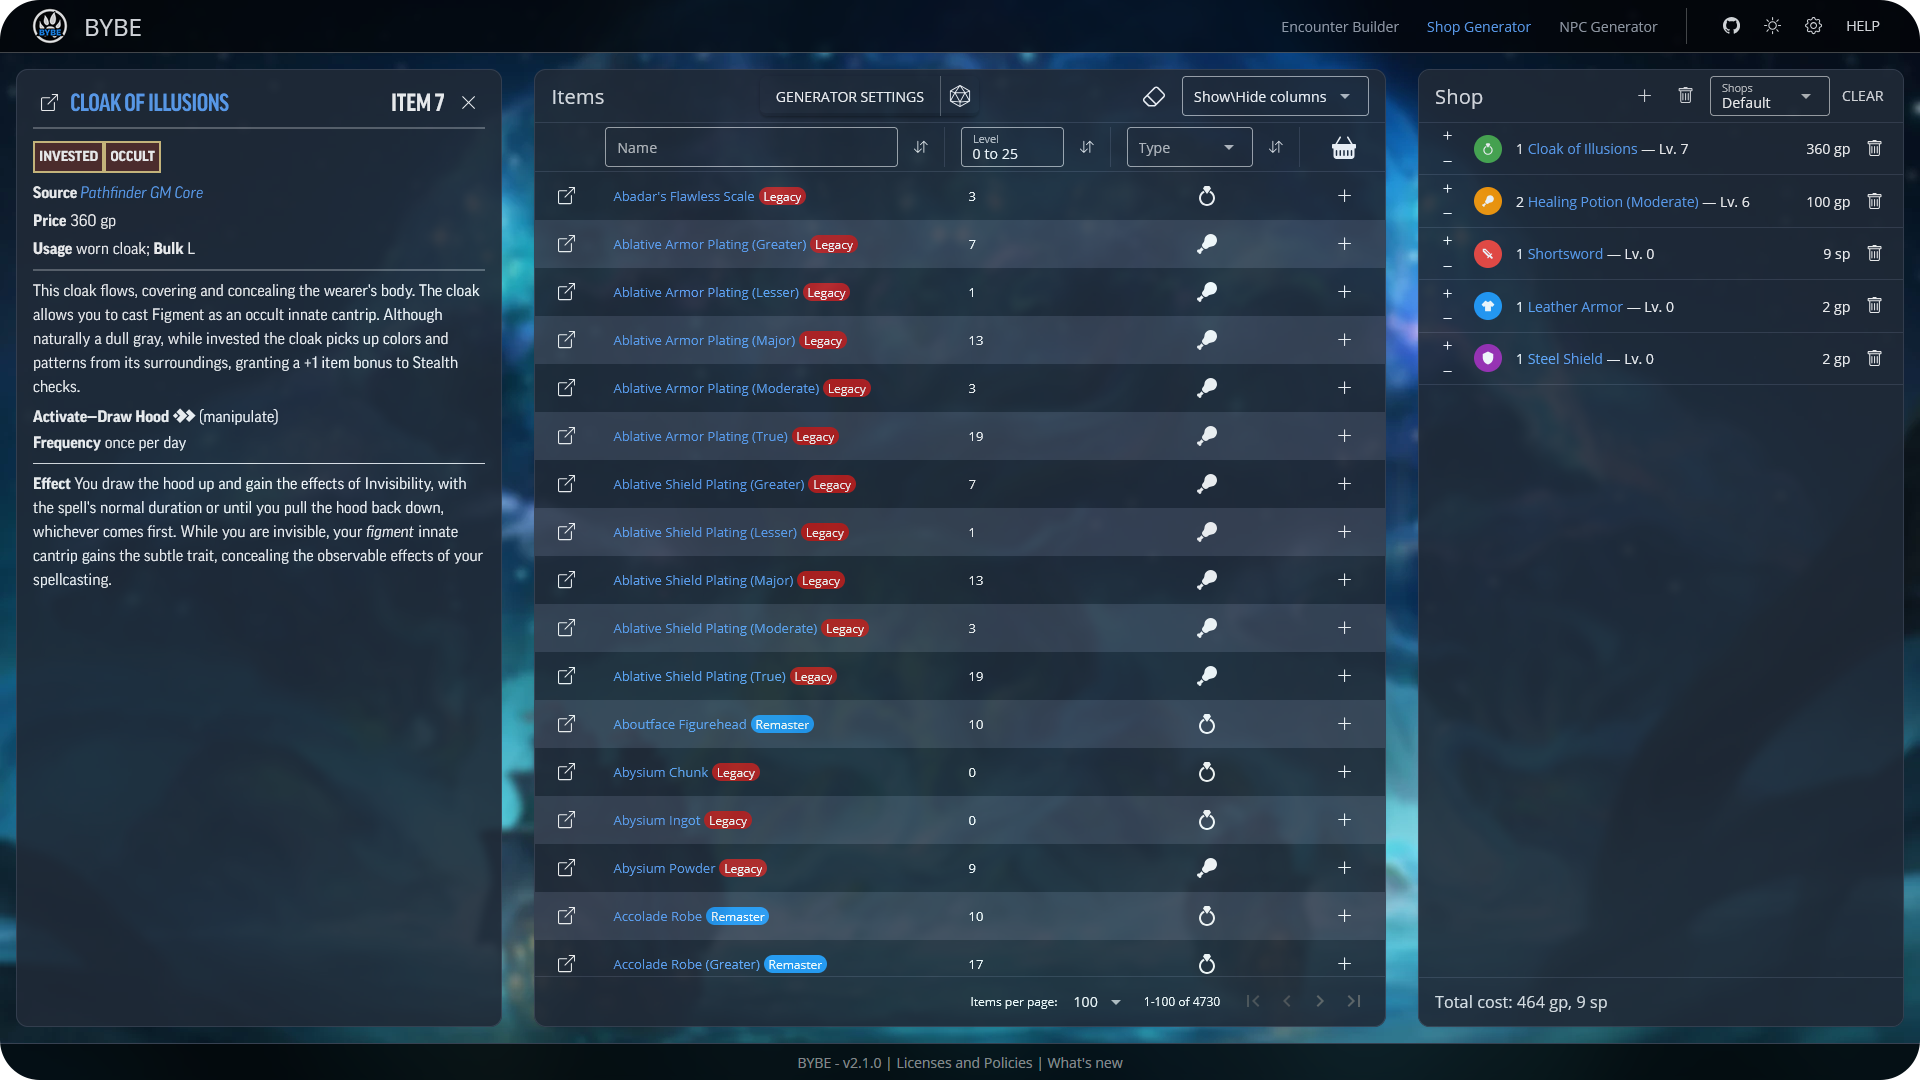 BYBE
BYBE
Encounter Builder
Shop Generator
NPC Generator
HELP
CLOAK OF ILLUSIONS
ITEM 7
INVESTED
OCCULT
Source Pathfinder GM Core
Price 360 gp
Usage worn cloak; Bulk L
This cloak flows, covering and concealing the wearer's body. The cloak
allows you to cast Figment as an occult innate cantrip. Although
naturally a dull gray, while invested the cloak picks up colors and
patterns from its surroundings, granting a +1 item bonus to Stealth
checks.
Activate—Draw Hood (manipulate)
Frequency once per day
Effect You draw the hood up and gain the effects of Invisibility, with
the spell's normal duration or until you pull the hood back down,
whichever comes first. While you are invisible, your figment innate
cantrip gains the subtle trait, concealing the observable effects of your
spellcasting.
Items
GENERATOR SETTINGS
Show\Hide columns
Name
Level
0 to 25
Type
Abadar's Flawless Scale Legacy 3
Ablative Armor Plating (Greater) Legacy 7
Ablative Armor Plating (Lesser) Legacy 1
Ablative Armor Plating (Major) Legacy 13
Ablative Armor Plating (Moderate) Legacy 3
Ablative Armor Plating (True) Legacy 19
Ablative Shield Plating (Greater) Legacy 7
Ablative Shield Plating (Lesser) Legacy 1
Ablative Shield Plating (Major) Legacy 13
Ablative Shield Plating (Moderate) Legacy 3
Ablative Shield Plating (True) Legacy 19
Aboutface Figurehead Remaster 10
Abysium Chunk Legacy 0
Abysium Ingot Legacy 0
Abysium Powder Legacy 9
Accolade Robe Remaster 10
Accolade Robe (Greater) Remaster 17
Items per page: 100 1-100 of 4730
Shop
Shops
Default
CLEAR
1 Cloak of Illusions — Lv. 7 360 gp
2 Healing Potion (Moderate) — Lv. 6 100 gp
1 Shortsword — Lv. 0 9 sp
1 Leather Armor — Lv. 0 2 gp
1 Steel Shield — Lv. 0 2 gp
Total cost: 464 gp, 9 sp
BYBE - v2.1.0 | Licenses and Policies | What's new